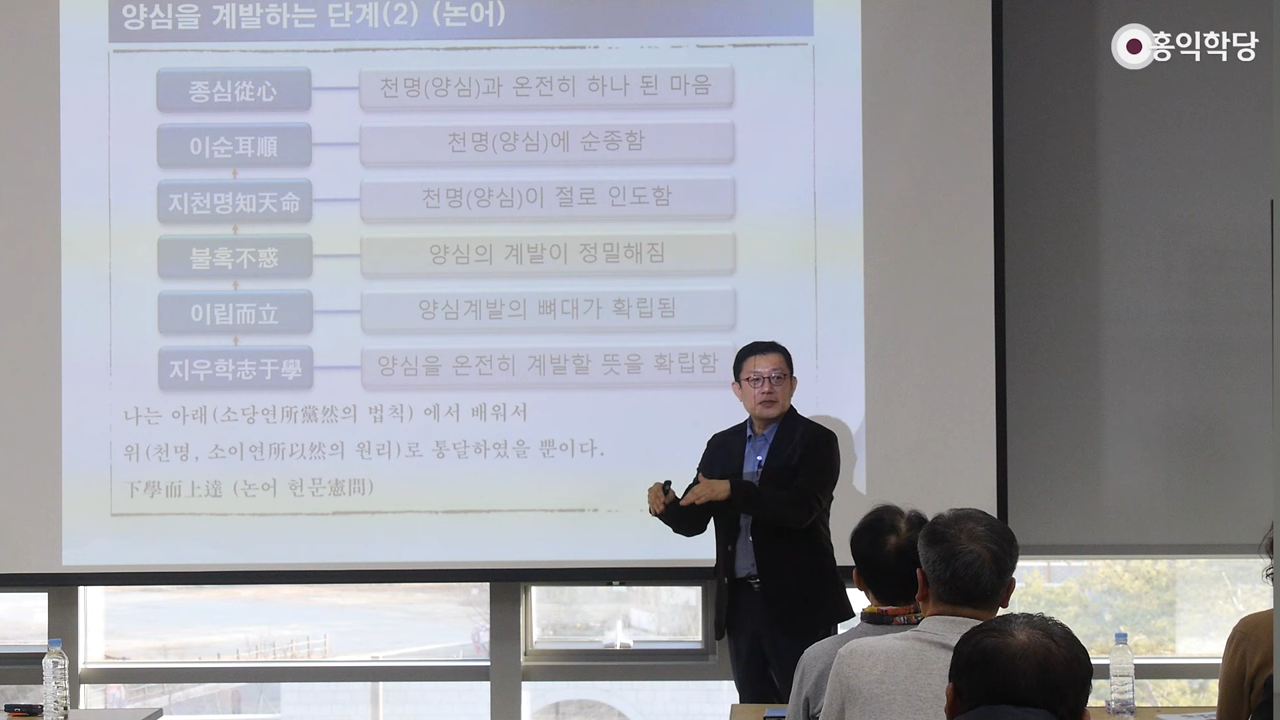 양심을 계발하는 단계(2) (논어)
홍익학당
종심從心 천명(양심)과 온전히 하나 된 마음
이순耳順 천명(양심)에 순종함
지천명知天命 천명(양심)이 절로 인도함
불혹不惑 양심의 계발이 정밀해짐
이립而立 양심계발의 뼈대가 확립됨
지우학志于學 양심을 온전히 계발할 뜻을 확립함
나는 아래(소당연所黨然의 법칙) 에서 배워서
위(천명, 소이연所以然의 원리)로 통달하였을 뿐이다.
下學而上達 (논어 헌문憲問)